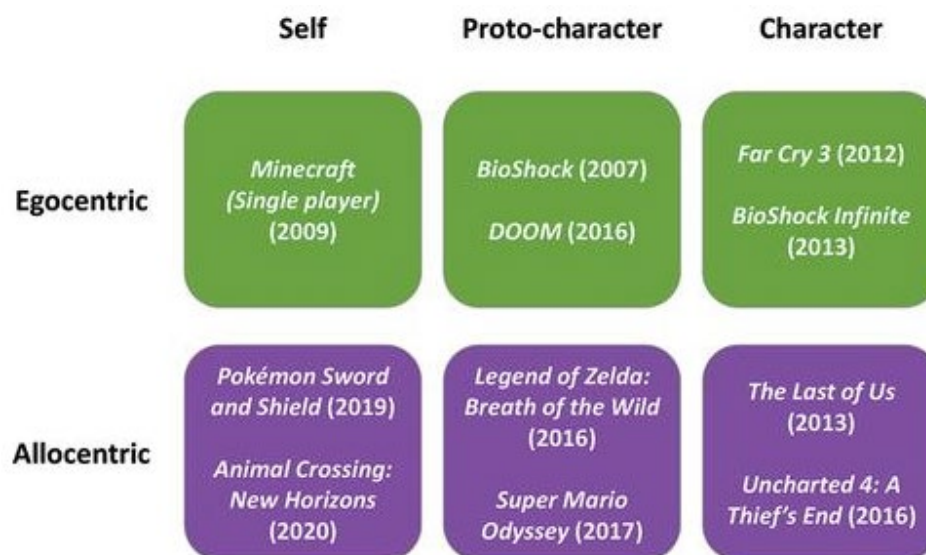 Self
Proto-character
Character
Egocentric
Minecraft
(Single player)
(2009)
BioShock (2007)
DOOM (2016)
Far Cry 3 (2012)
BioShock Infinite
(2013)
Allocentric
Pokémon Sword
and Shield (2019)
Animal Crossing:
New Horizons
(2020)
Legend of Zelda:
Breath of the Wild
(2016)
Super Mario
Odyssey (2017)
The Last of Us
(2013)
Uncharted 4: A
Thief's End (2016)